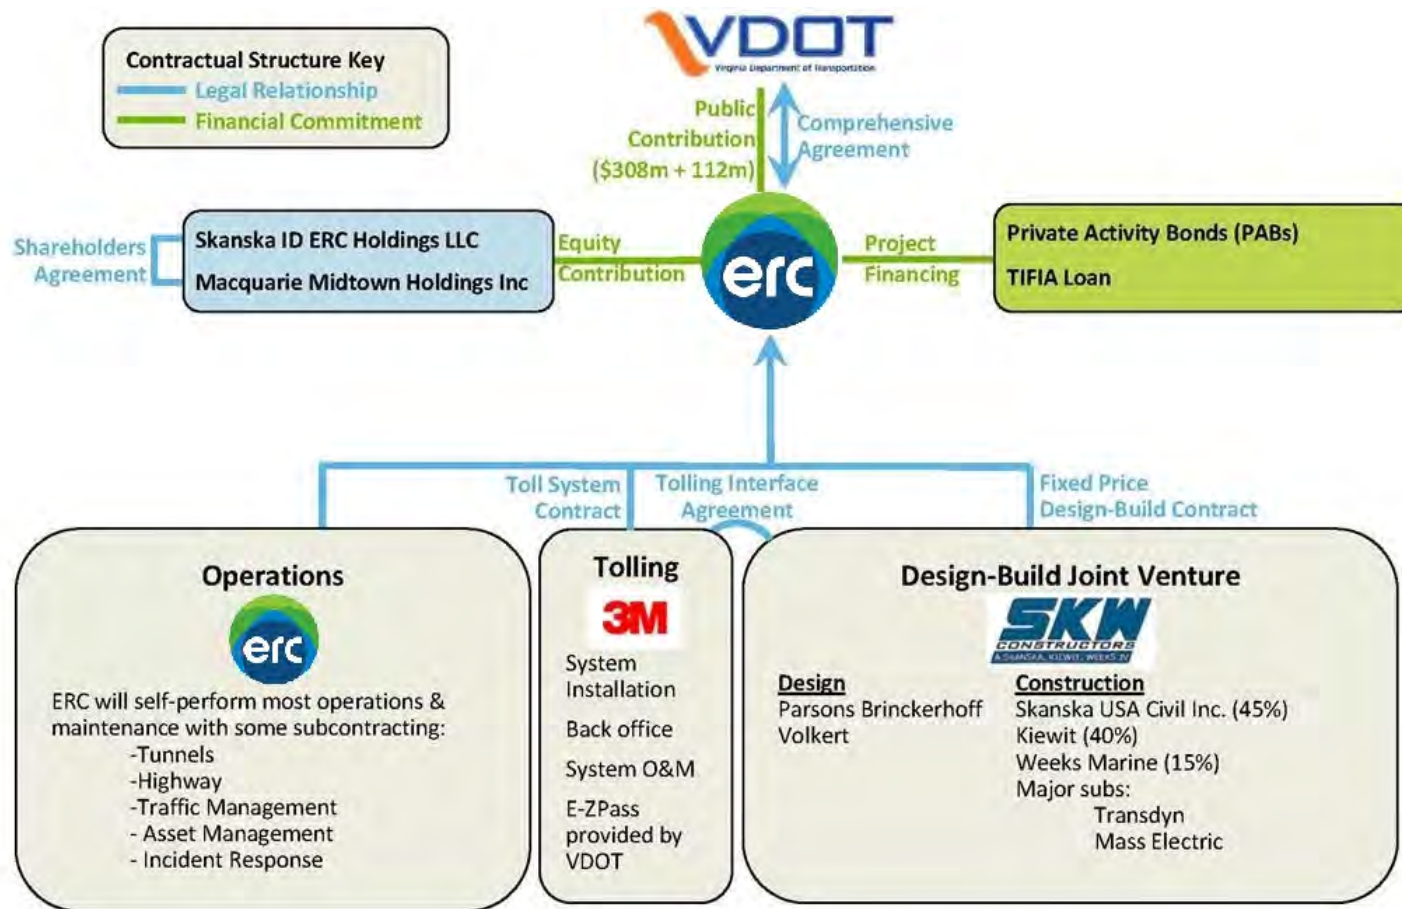 Contractual Structure Key
Legal Relationship
Financial Commitment
VDOT
Virginia Department of Transportation
Public
Contribution
($308m + 112m)
Comprehensive
Agreement
Shareholders
Agreement
Skanska ID ERC Holdings LLC
Macquarie Midtown Holdings Inc
Equity
Contribution
erc
Project
Financing
Private Activity Bonds (PABs)
TIFIA Loan
Toll System
Contract
Tolling Interface
Agreement
Fixed Price
Design-Build Contract
Operations
erc
ERC will self-perform most operations &
maintenance with some subcontracting:
-Tunnels
-Highway
-Traffic Management
- Asset Management
- Incident Response
Tolling
3M
System
Installation
Back office
System O&M
E-ZPass
provided by
VDOT
Design-Build Joint Venture
SKW
CONSTRUCTORS
A SKANSKA, KIEWIT, WEEKS JV
Design
Parsons Brinckerhoff
Volkert
Construction
Skanska USA Civil Inc. (45%)
Kiewit (40%)
Weeks Marine (15%)
Major subs:
Transdyn
Mass Electric